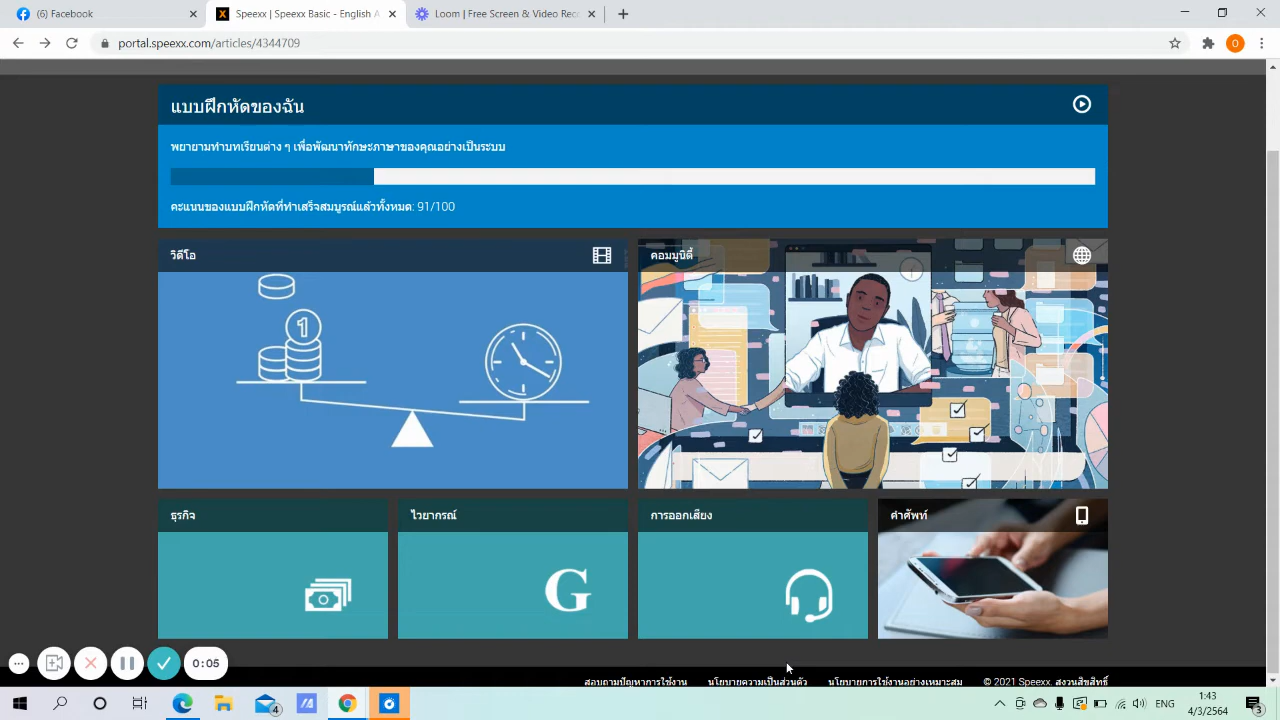 (6) Facebook
Speexx | Speexx Basic - English A
Loom | Free Screen & Video Rec
portal.speexx.com/articles/4344709
O
แบบฝึกหัดของฉัน
พยายามทำบทเรียนต่าง ๆ เพื่อพัฒนาทักษะภาษาของคุณอย่างเป็นระบบ
คะแนนของแบบฝึกหัดที่ทำเสร็จสมบูรณ์แล้วทั้งหมด: 91/100
วิดีโอ
คอมมูนิตี้
1
ธุรกิจ
ไวยากรณ์
การออกเสียง
คำศัพท์
G
0:05
สอบถามปัญหาการใช้งาน
นโยบายความเป็นส่วนตัว
นโยบายการใช้งานอย่างเหมาะสม
© 2021 Speexx. สงวนสิขสิทธิ์
4
ENG
1:43
4/3/2564
3